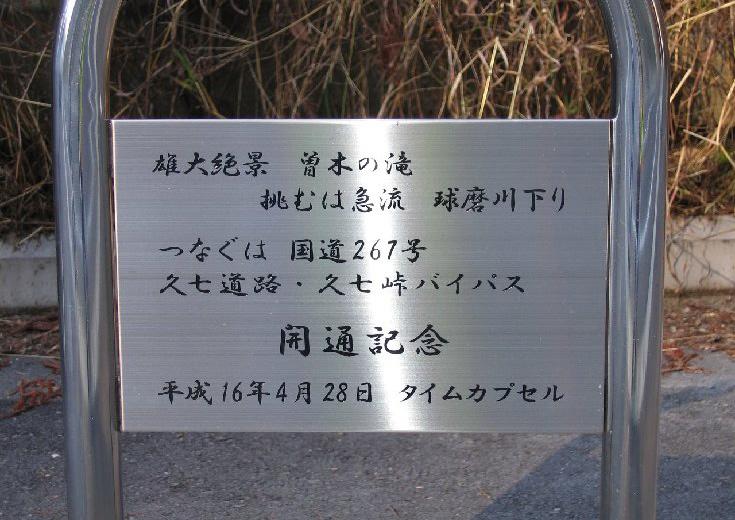 雄大絶景　曽木の滝
挑むは急流　球磨川下り
つなぐは 国道267号
久七道路・久七峠バイパス
開通記念
平成16年4月28日　タイムカプセル